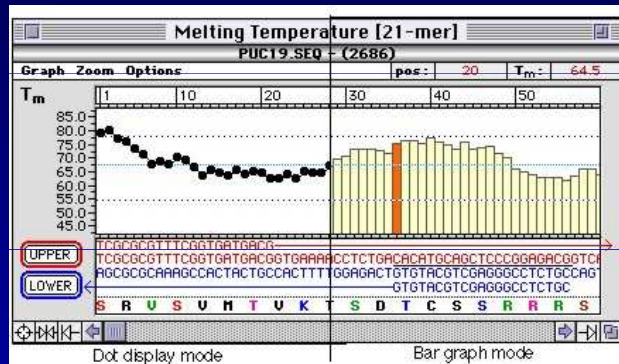 Melting Temperature [21-mer]
PUC19.SEQ - (2686)
Graph Zoom Options pos: 20 Tm: 64.5
Tm 1 10 20 30 40 50
85.0
80.0
75.0
70.0
65.0
60.0
55.0
50.0
45.0
TCGCGCGTTTCGGTGATGACG
UPPER TCGCGCGTTTCGGTGATGACGGTGAAAACCTCTGACACATGCAGCTCCCGGAGACGGTCA
AGCGCGCAAAGCCACTACTGCCACTTTTGGAGACTGTGTACGTCGAGGGCCTCTGCCAGT
LOWER GTGTACGTCGAGGGCCTCTGC
S R V S V M T V K T S D T C S S R R R S
Dot display mode Bar graph mode